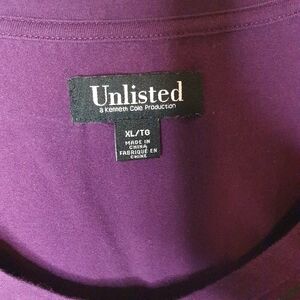 Unlisted
a Kenneth Cole Production
XL/TG
MADE IN
CHINA
FABRIQUÉ EN
CHINE